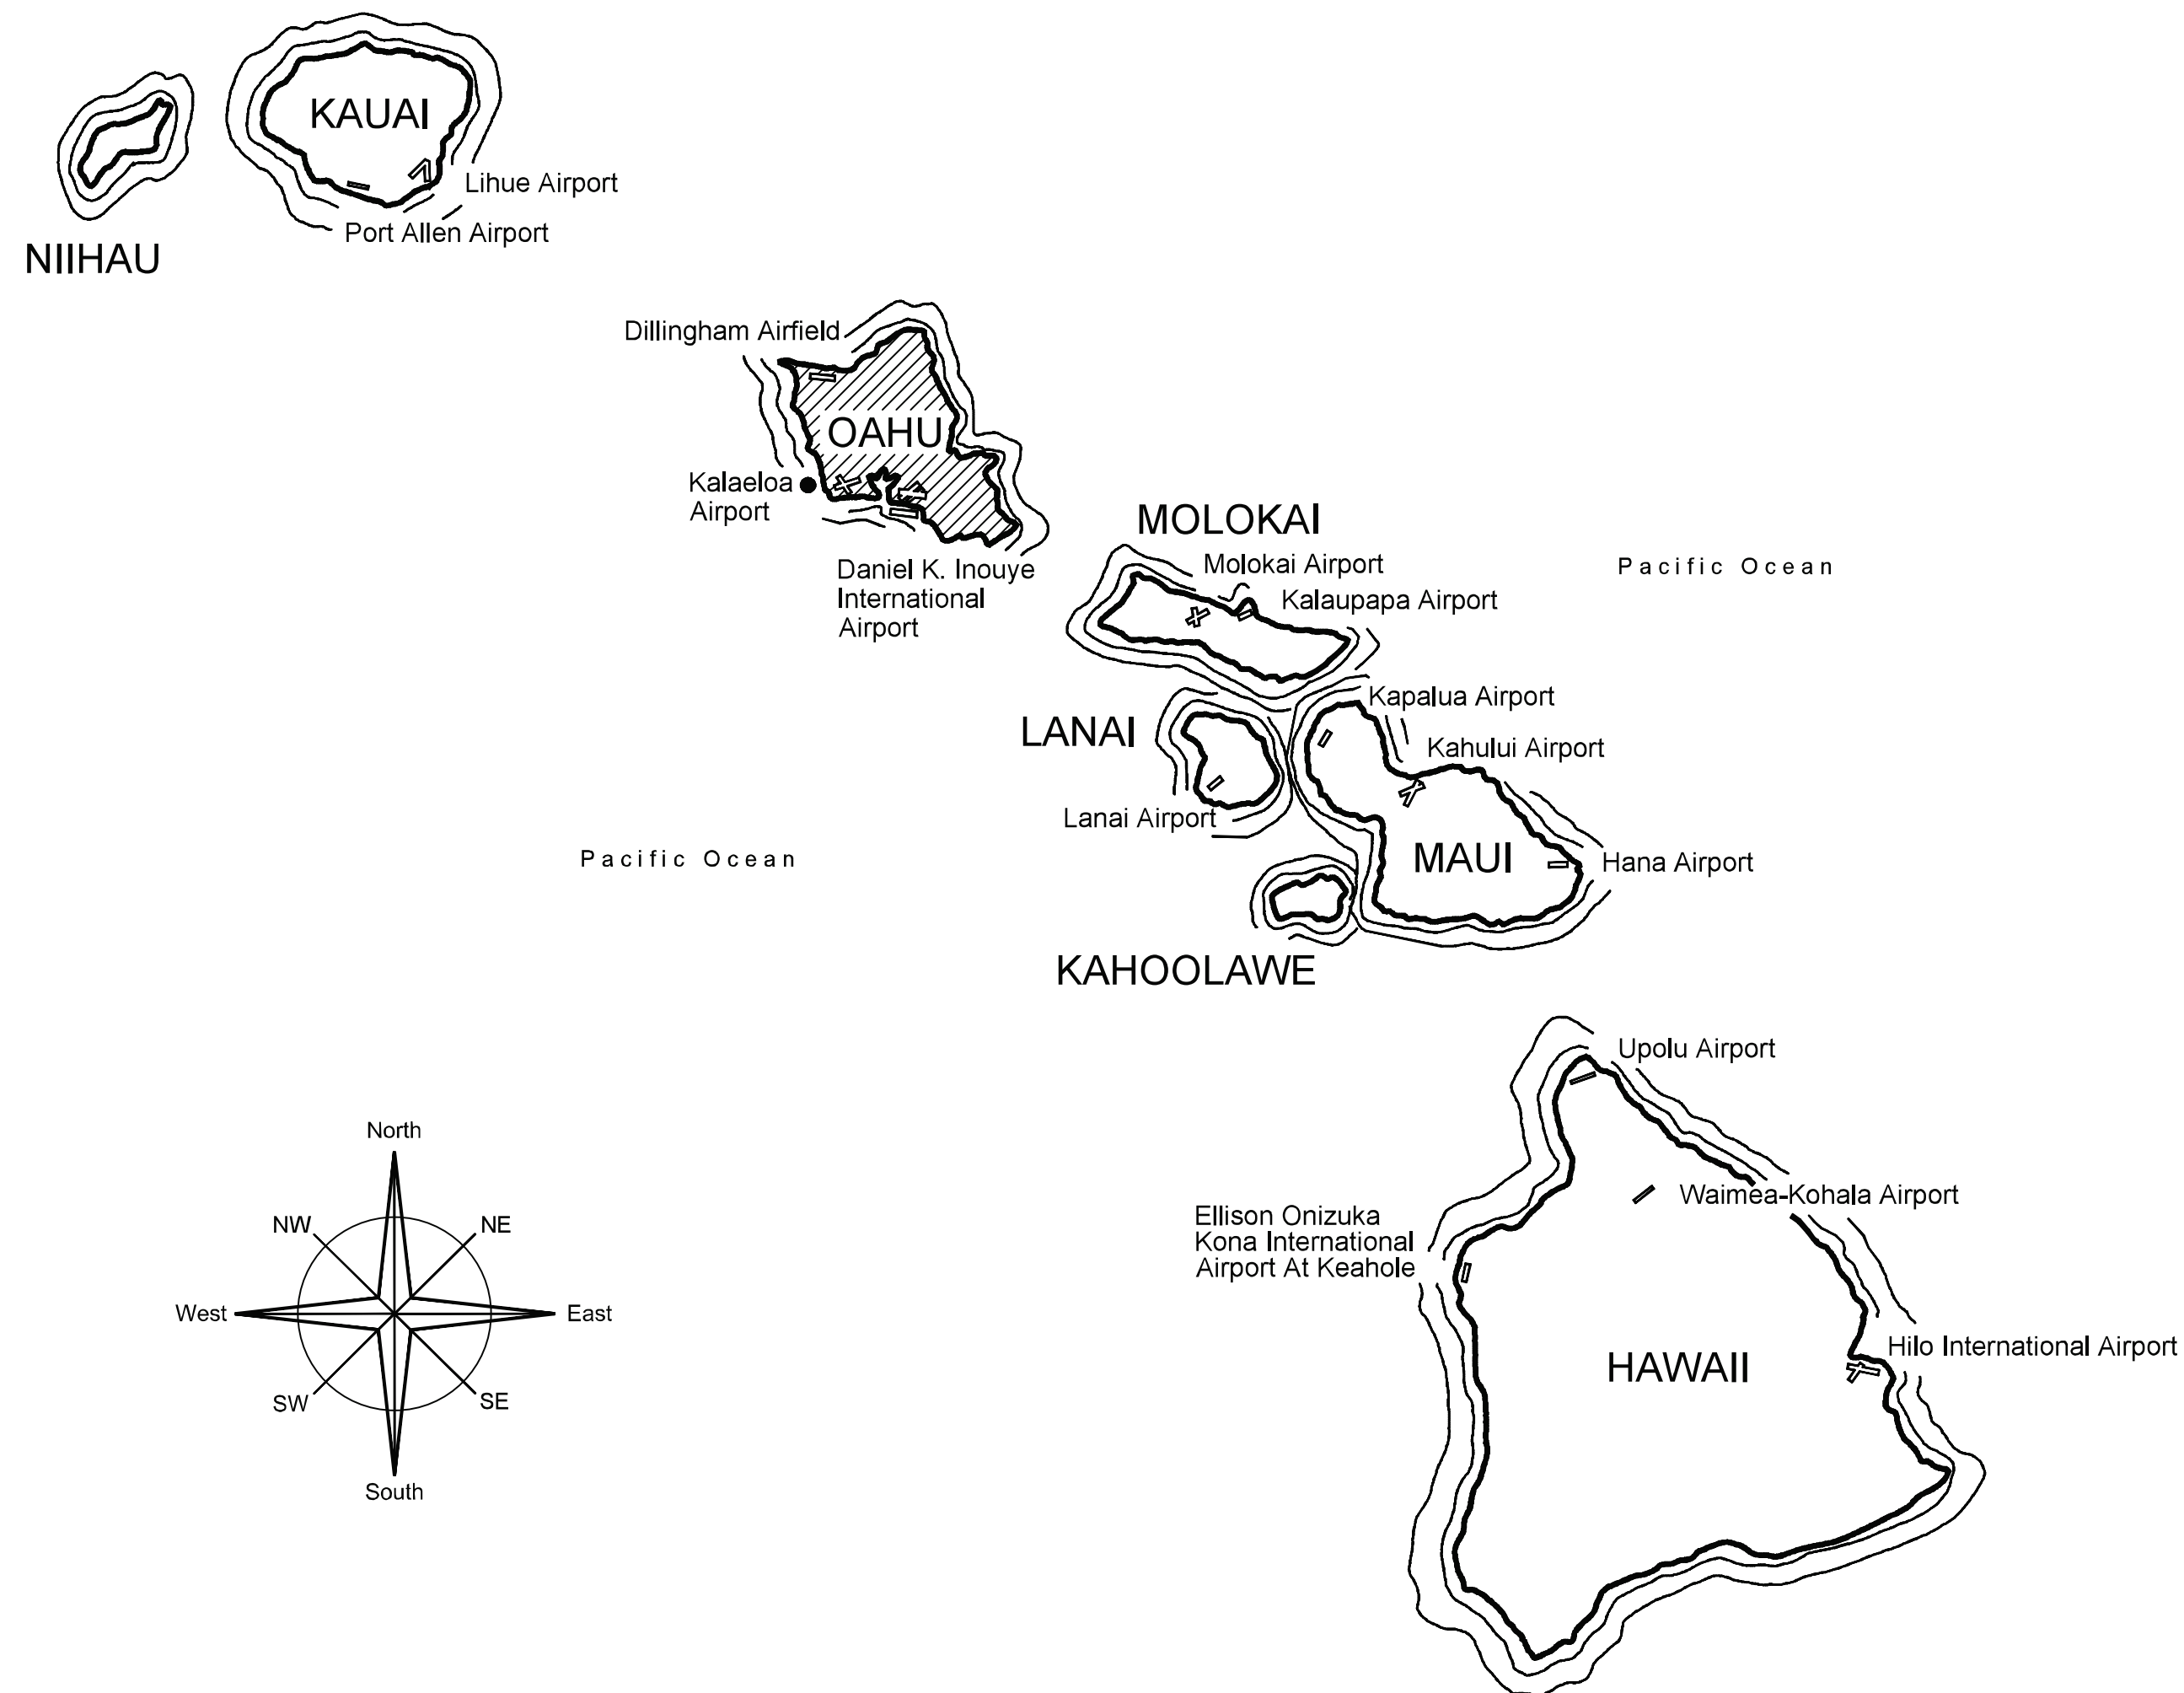 KAUAI
Lihue Airport
Port Allen Airport
NIIHAU
Dillingham Airfield
OAHU
Kalaeloa
Airport
Daniel K. Inouye
International
Airport
MOLOKAI
Molokai Airport
Kalaupapa Airport
Pacific Ocean
Kapalua Airport
LANAI
Kahului Airport
Lanai Airport
Pacific Ocean
MAUI
Hana Airport
KAHOOLAWE
Upolu Airport
Waimea-Kohala Airport
Ellison Onizuka
Kona International
Airport At Keahole
HAWAII
Hilo International Airport
North
NW
NE
West
East
SW
SE
South